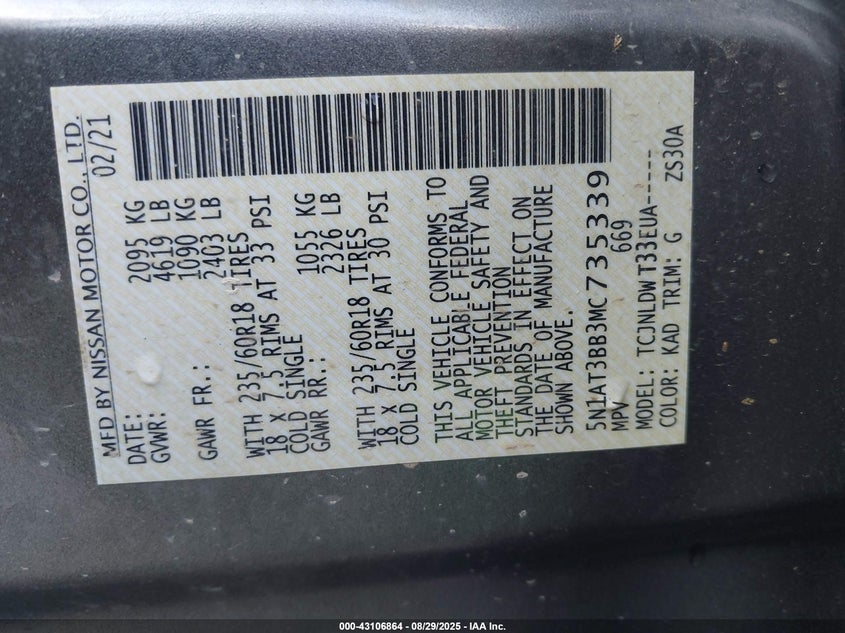 MFD BY NISSAN MOTOR CO., LTD.
DATE: 02/21
GVWR: 2095 KG
4619 LB
GAWR FR.: 1090 KG
2403 LB
WITH 235/60R18 TIRES
18 X 7.5 RIMS AT 33 PSI
COLD SINGLE
GAWR RR.: 1055 KG
2326 LB
WITH 235/60R18 TIRES
18 X 7.5 RIMS AT 30 PSI
COLD SINGLE
THIS VEHICLE CONFORMS TO
ALL APPLICABLE FEDERAL
MOTOR VEHICLE SAFETY AND
THEFT PREVENTION
STANDARDS IN EFFECT ON
THE DATE OF MANUFACTURE
SHOWN ABOVE.
5N1AT3BB3MC735339
MPV 669
MODEL: TCJNLDWT33EUA-----
COLOR: KAD TRIM: G ZS30A
000-43106864 - 08/29/2025 - IAA Inc.